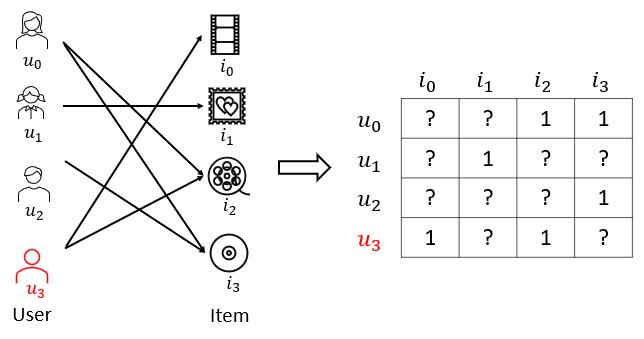 u₀
u₁
u₂
u₃
User
i₀
i₁
i₂
i₃
Item
i₀ i₁ i₂ i₃
u₀ ? ? 1 1
u₁ ? 1 ? ?
u₂ ? ? ? 1
u₃ 1 ? 1 ?